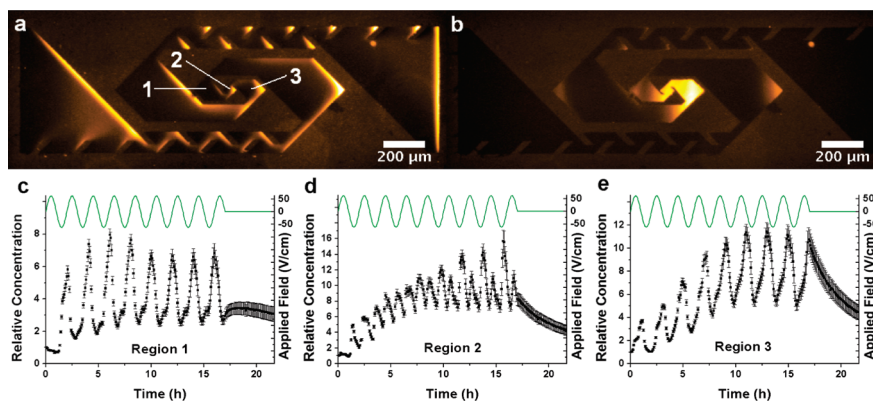 a
b
1
2
3
200 µm
200 µm
c
d
e
Relative Concentration
8
6
4
2
0
0 5 10 15 20
Time (h)
Region 1
50
0
-50
Applied Field (V/cm)
Relative Concentration
16
14
12
10
8
6
4
2
0
0 5 10 15 20
Time (h)
Region 2
50
0
-50
Applied Field (V/cm)
Relative Concentration
12
10
8
6
4
2
0
0 5 10 15 20
Time (h)
Region 3
50
0
-50
Applied Field (V/cm)